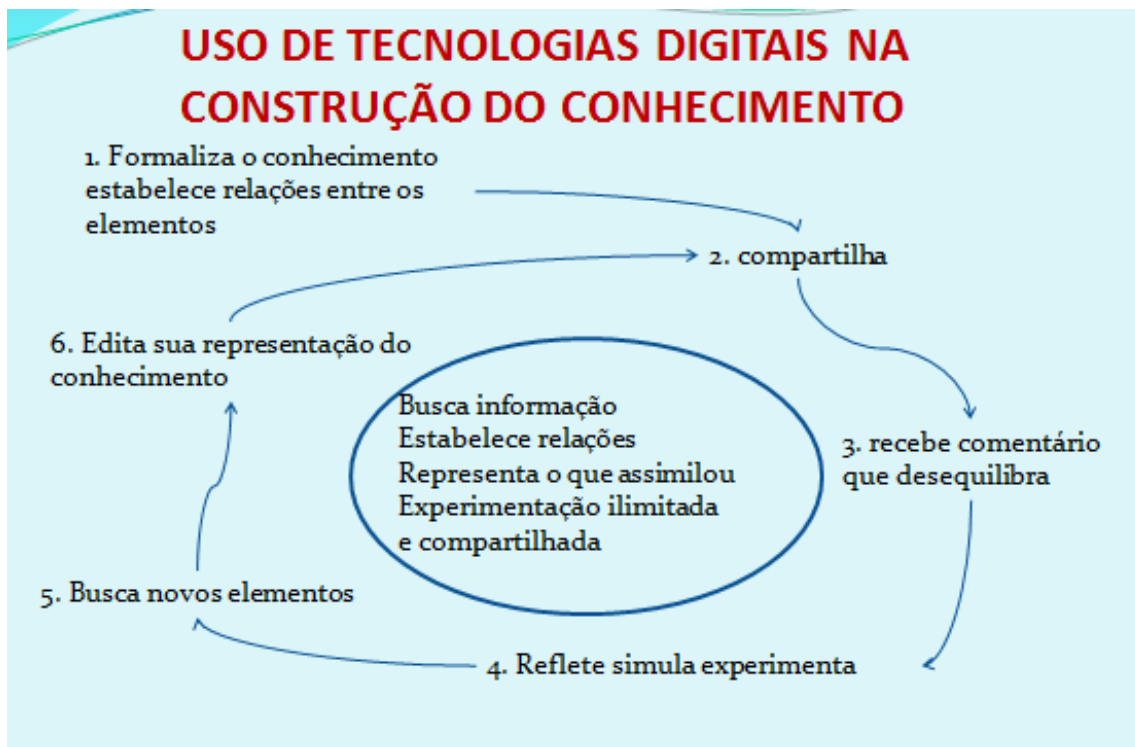 USO DE TECNOLOGIAS DIGITAIS NA
CONSTRUÇÃO DO CONHECIMENTO
1. Formaliza o conhecimento
estabelece relações entre os
elementos
2. compartilha
6. Edita sua representação do
conhecimento
Busca informação
Estabelece relações
Representa o que assimilou
Experimentação ilimitada
e compartilhada
3. recebe comentário
que desequilibra
5. Busca novos elementos
4. Reflete simula experimenta